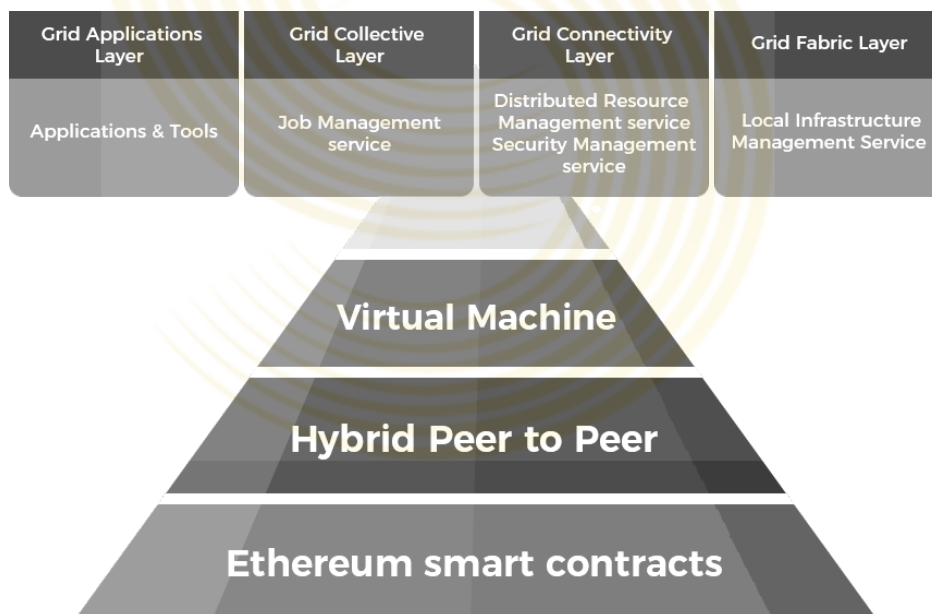 Grid Applications
Layer
Applications & Tools
Grid Collective
Layer
Job Management
service
Grid Connectivity
Layer
Distributed Resource
Management service
Security Management
service
Grid Fabric Layer
Local Infrastructure
Management Service
Virtual Machine
Hybrid Peer to Peer
Ethereum smart contracts